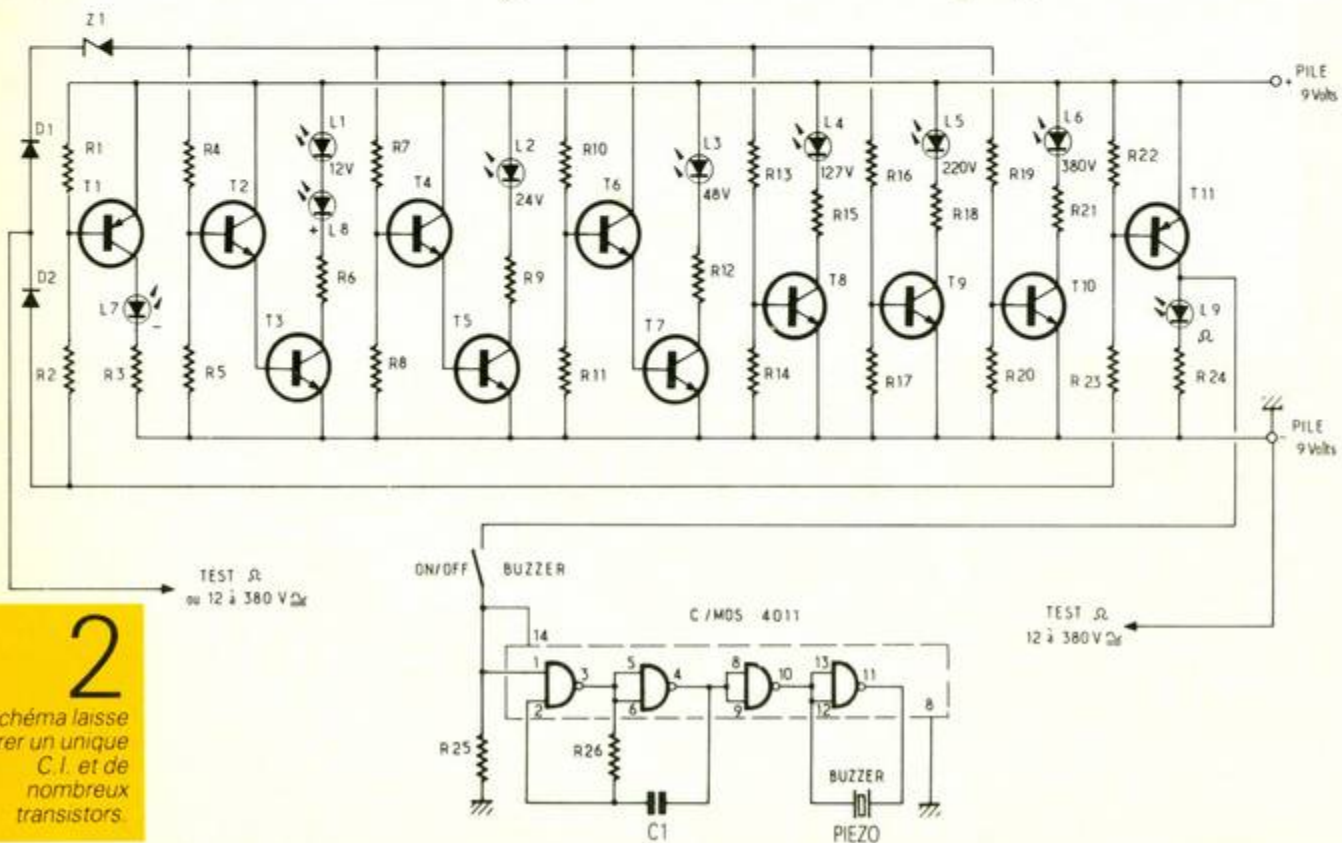 Z1
PILE
+ 9 Volts
D1
R1
T1
R4
T2
L1
12V
L8
+
R6
R7
T4
L2
24V
R9
R10
T6
L3
48V
R12
R13
L4
127V
R15
R16
L5
220V
R18
R19
L6
380V
R21
R22
T11
D2
L7
-
T3
T5
T7
T8
T9
T10
L9
Ω
R2
R3
R5
R8
R11
R14
R17
R20
R23
R24
PILE
- 9 Volts
TEST Ω
ou 12 à 380 V
ON/OFF BUZZER
C/MOS 4011
TEST Ω
12 à 380 V
14
1 2 3
5 6 4
8 9 10
13 12 11
8
R25
R26
C1
BUZZER
PIEZO
2
chéma laisse
rer un unique
C.I. et de
nombreux
transistors.